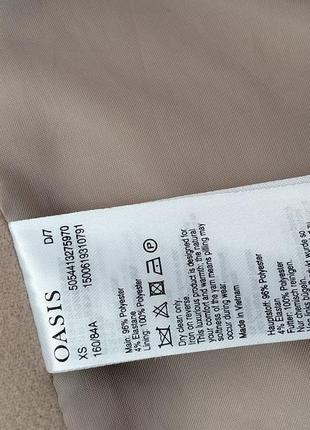 OASIS
D/7
XS
160/84A
5054413275970
1500619310791
Main: 96% Polyester
4% Elastane
Lining: 100% Polyester
Dry clean only.
Iron on reverse.
This luxurious product is designed for
your comfort and warmth, the natural
softness of the yarn means pilling may
occur during wear.
Made in Vietnam
Hauptstoff: 96% Polyester
4% Elastan
Futter: 100% Polyester
Nur chemisch reinigen.